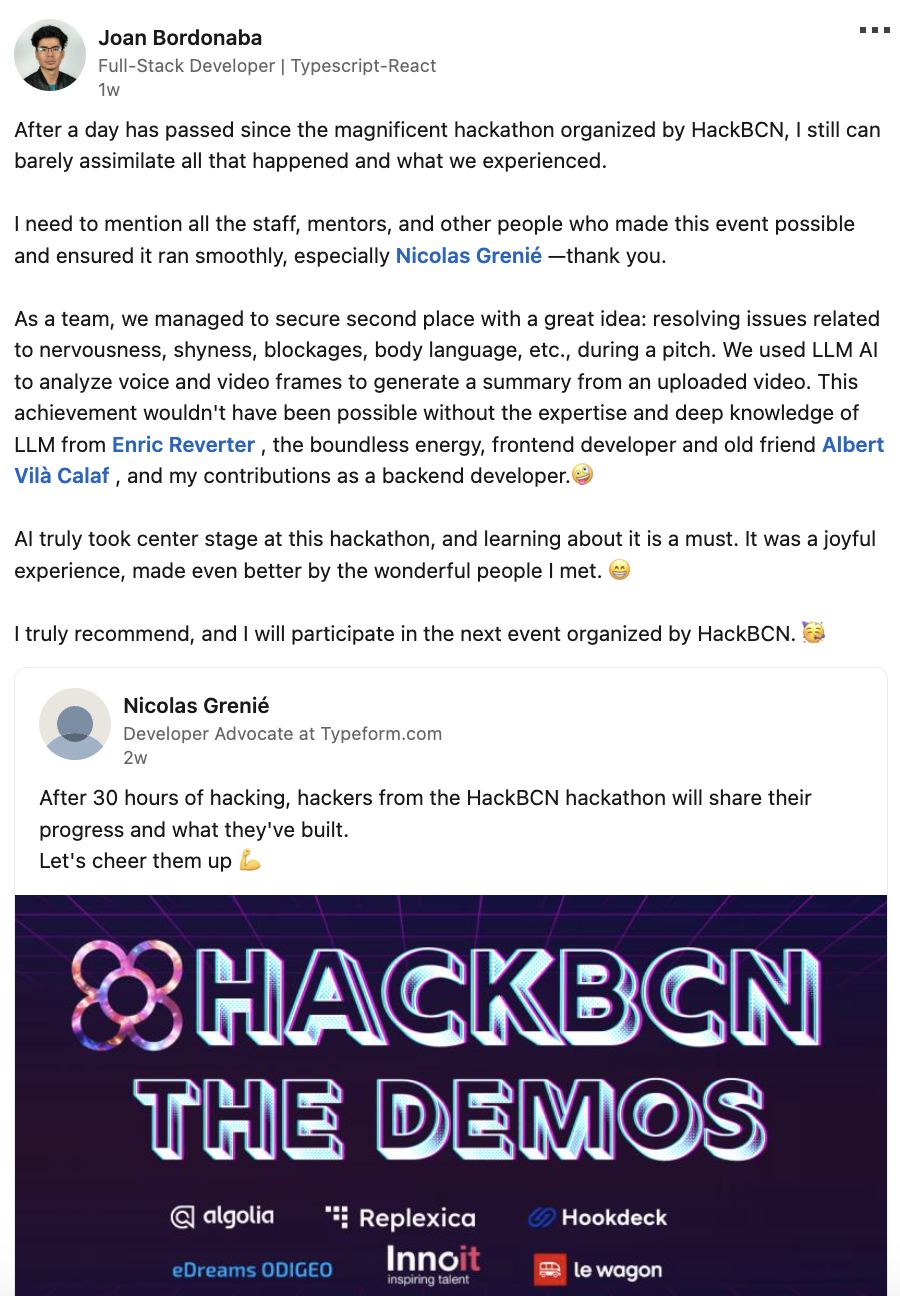 Joan Bordonaba
Full-Stack Developer | Typescript-React
1w
After a day has passed since the magnificent hackathon organized by HackBCN, I still can
barely assimilate all that happened and what we experienced.
I need to mention all the staff, mentors, and other people who made this event possible
and ensured it ran smoothly, especially Nicolas Grenié —thank you.
As a team, we managed to secure second place with a great idea: resolving issues related
to nervousness, shyness, blockages, body language, etc., during a pitch. We used LLM AI
to analyze voice and video frames to generate a summary from an uploaded video. This
achievement wouldn't have been possible without the expertise and deep knowledge of
LLM from Enric Reverter , the boundless energy, frontend developer and old friend Albert
Vilà Calaf , and my contributions as a backend developer.🤪
AI truly took center stage at this hackathon, and learning about it is a must. It was a joyful
experience, made even better by the wonderful people I met. 😁
I truly recommend, and I will participate in the next event organized by HackBCN. 🥳
Nicolas Grenié
Developer Advocate at Typeform.com
2w
After 30 hours of hacking, hackers from the HackBCN hackathon will share their
progress and what they've built.
Let's cheer them up 💪
HACKBCN
THE DEMOS
algolia Replexica Hookdeck
eDreams ODIGEO Innoit le wagon
inspiring talent